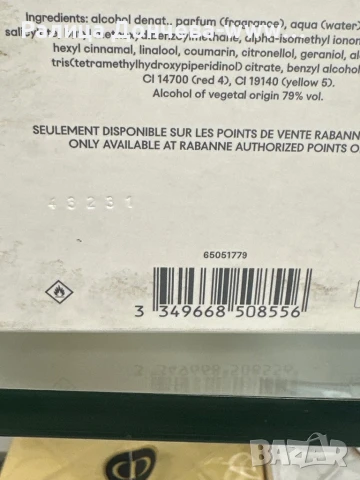 Ingredients: alcohol denat., parfum (fragrance), aqua (water)
hexyl cinnamal, linalool, coumarin, citronellol, geraniol,
tris(tetramethylhydroxypiperidinol) citrate, benzyl alcohol
CI 14700 (red 4), CI 19140 (yellow 5).
Alcohol of vegetal origin 79% vol.
SEULEMENT DISPONIBLE SUR LES POINTS DE VENTE RABANNE
ONLY AVAILABLE AT RABANNE AUTHORIZED POINTS O
43231
65051779
3 349668 508556
bazar